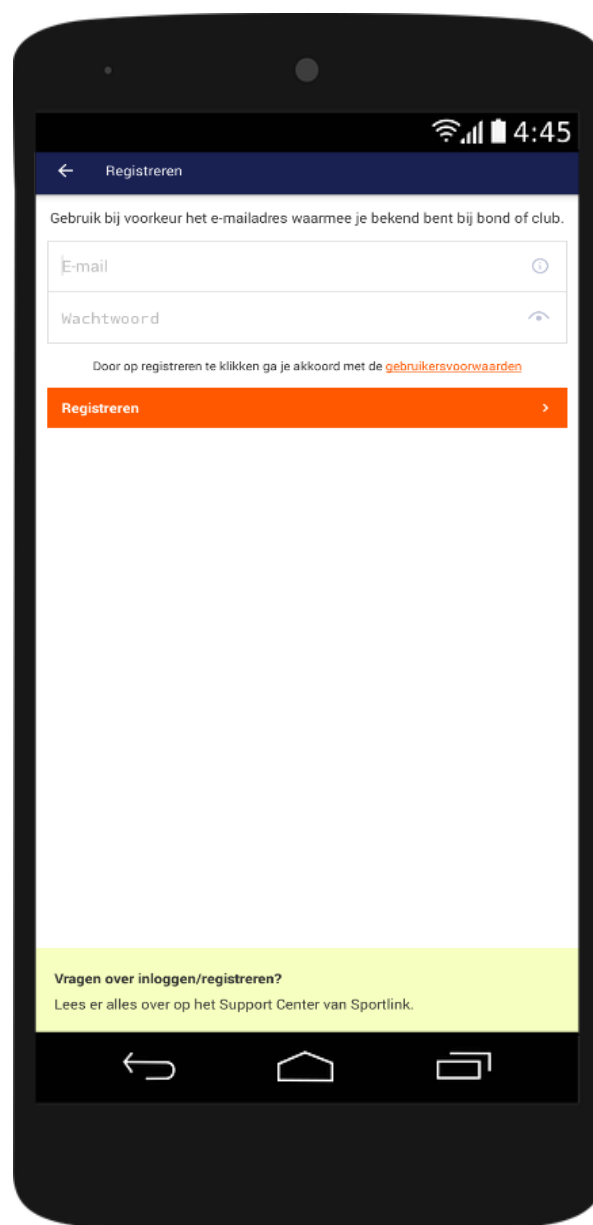 4:45
Registreren
Gebruik bij voorkeur het e-mailadres waarmee je bekend bent bij bond of club.
E-mail
Wachtwoord
Door op registreren te klikken ga je akkoord met de gebruikersvoorwaarden
Registreren
Vragen over inloggen/registreren?
Lees er alles over op het Support Center van Sportlink.